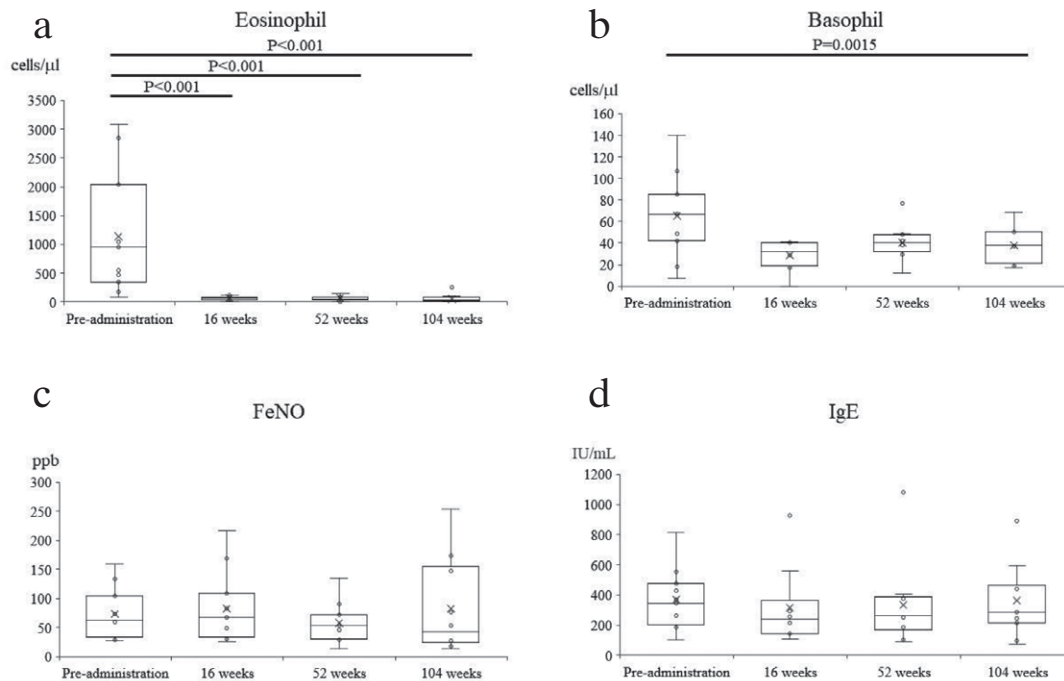 a
Eosinophil
P<0.001
cells/μl
P<0.001
P<0.001
3500
3000
2500
2000
1500
1000
500
0
Pre-administration 16 weeks 52 weeks 104 weeks
b
Basophil
P=0.0015
cells/μl
160
140
120
100
80
60
40
20
0
Pre-administration 16 weeks 52 weeks 104 weeks
c
FeNO
ppb
300
250
200
150
100
50
0
Pre-administration 16 weeks 52 weeks 104 weeks
d
IgE
IU/mL
1200
1000
800
600
400
200
0
Pre-administration 16 weeks 52 weeks 104 weeks